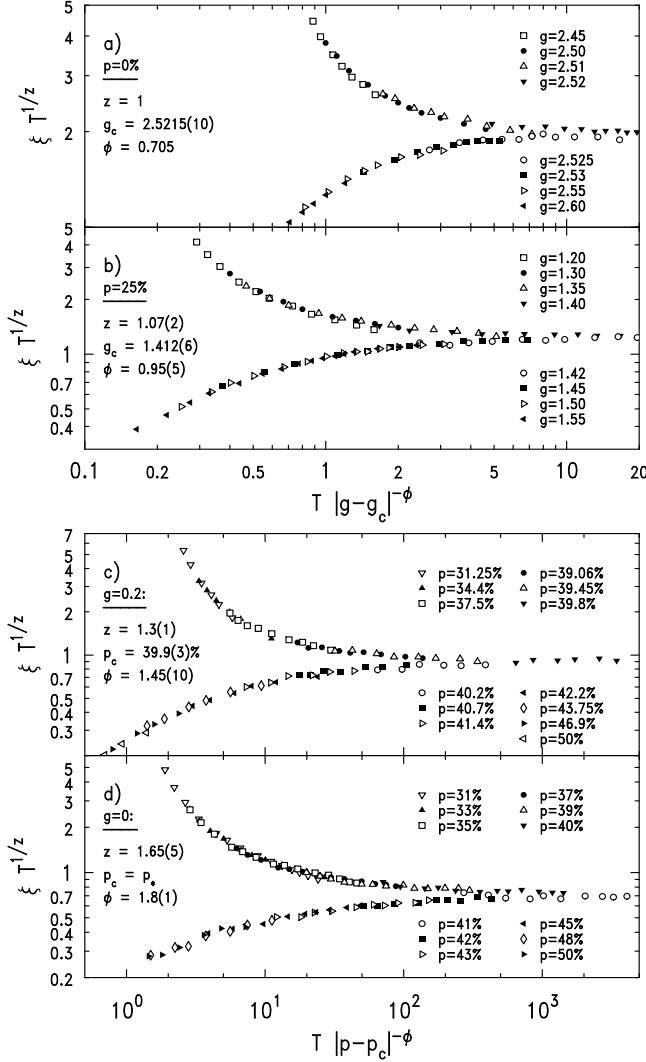 5
4
3
2
1
ξ T^{1/z}
a)
p=0%
z = 1
g_c = 2.5215(10)
ϕ = 0.705
g=2.45
g=2.50
g=2.51
g=2.52
g=2.525
g=2.53
g=2.55
g=2.60
5
3
2
1
0.7
0.5
0.4
ξ T^{1/z}
b)
p=25%
z = 1.07(2)
g_c = 1.412(6)
ϕ = 0.95(5)
g=1.20
g=1.30
g=1.35
g=1.40
g=1.42
g=1.45
g=1.50
g=1.55
0.1 0.2 0.5 1 2 5 10 20
T |g-g_c|^{-ϕ}
7
5
3
2
1
0.7
0.5
0.3
ξ T^{1/z}
c)
g=0.2:
z = 1.3(1)
p_c = 39.9(3)%
ϕ = 1.45(10)
p=31.25% p=39.06%
p=34.4% p=39.45%
p=37.5% p=39.8%
p=40.2% p=42.2%
p=40.7% p=43.75%
p=41.4% p=46.9%
p=50%
5
3
2
1
0.7
0.5
0.4
0.3
0.2
ξ T^{1/z}
d)
g=0:
z = 1.65(5)
p_c = p_*
ϕ = 1.8(1)
p=31% p=37%
p=33% p=39%
p=35% p=40%
p=41% p=45%
p=42% p=48%
p=43% p=50%
10^0 10^1 10^2 10^3
T |p-p_c|^{-ϕ}